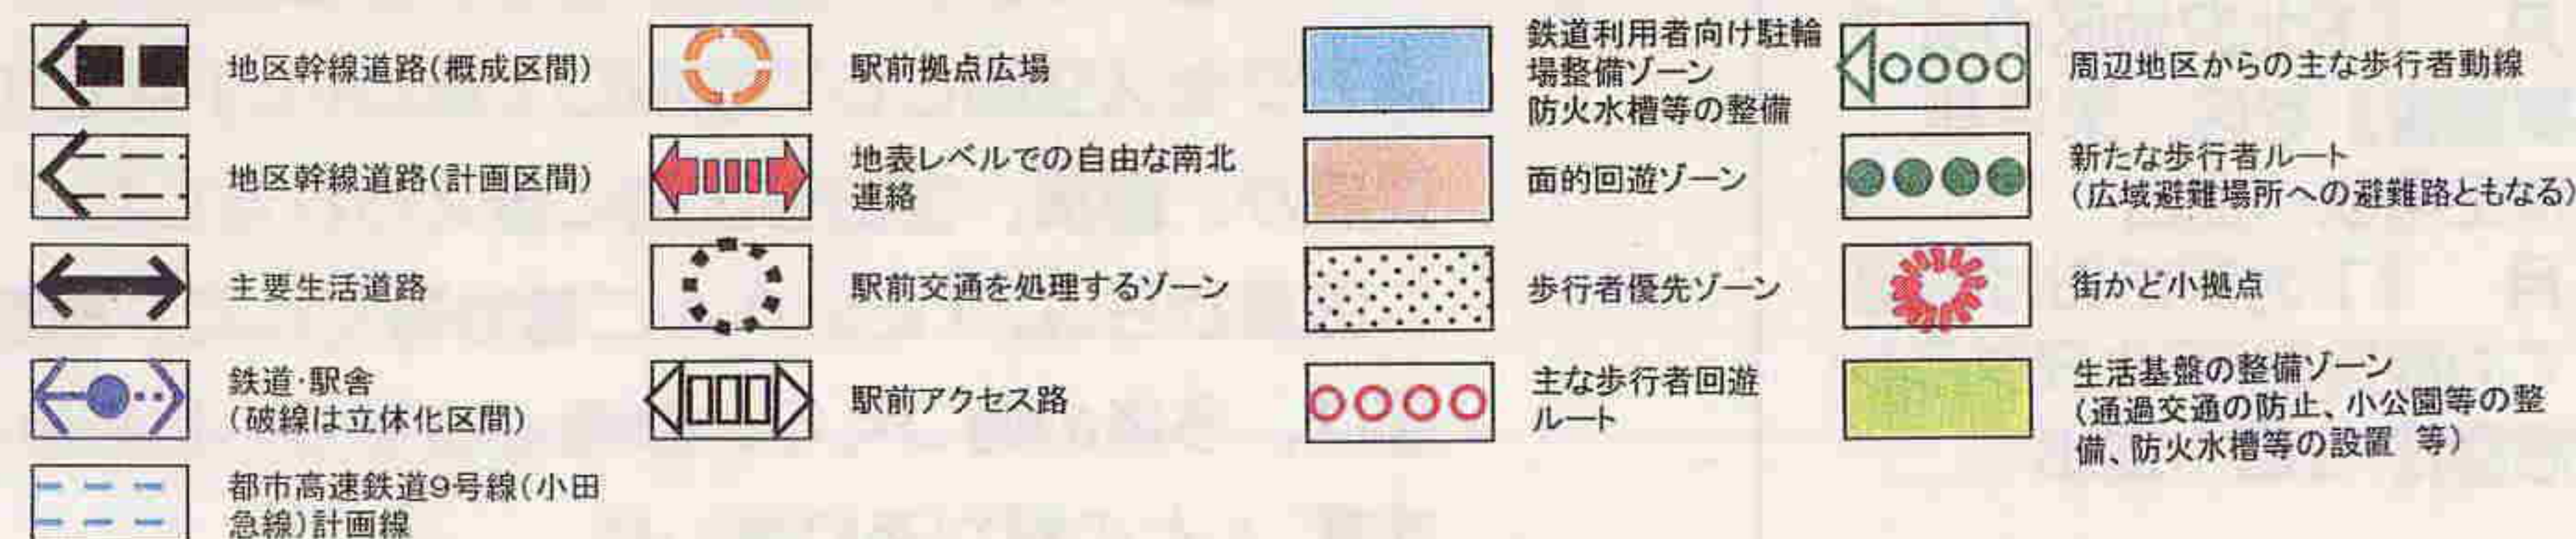 地区幹線道路(概成区間)
地区幹線道路(計画区間)
主要生活道路
鉄道・駅舎
(破線は立体化区間)
都市高速鉄道9号線(小田
急線)計画線
駅前拠点広場
地表レベルでの自由な南北
連絡
駅前交通を処理するゾーン
駅前アクセス路
鉄道利用者向け駐輪
場整備ゾーン
防火水槽等の整備
面的回遊ゾーン
歩行者優先ゾーン
主な歩行者回遊
ルート
周辺地区からの主な歩行者動線
新たな歩行者ルート
(広域避難場所への避難路ともなる)
街かど小拠点
生活基盤の整備ゾーン
(通過交通の防止、小公園等の整
備、防火水槽等の設置 等)